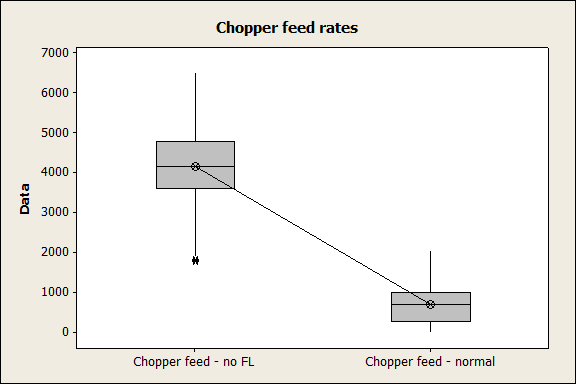 Chopper feed rates
7000
6000
5000
4000
3000
2000
1000
0
Data
Chopper feed - no FL
Chopper feed - normal